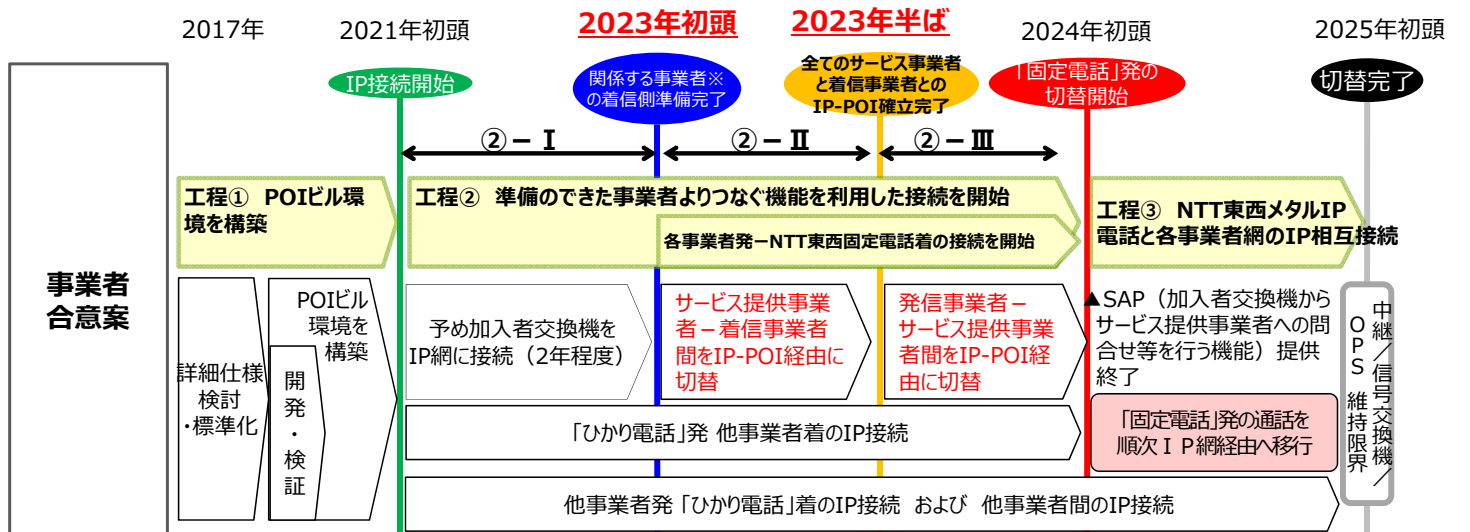 2017年
2021年初頭
2023年初頭
2023年半ば
2024年初頭
2025年初頭
IP接続開始
関係する事業者※
の着信側準備完了
全てのサービス事業者
と着信事業者との
IP-POI確立完了
「固定電話」発の
切替開始
切替完了
②－Ⅰ
②－Ⅱ
②－Ⅲ
事業者
合意案
工程① POIビル環
境を構築
工程② 準備のできた事業者よりつなぐ機能を利用した接続を開始
各事業者発－NTT東西固定電話着の接続を開始
工程③ NTT東西メタルIP
電話と各事業者網のIP相互接続
詳細仕様
検討
・標準化
POIビル
環境を
構築
開発・検証
予め加入者交換機を
IP網に接続（2年程度）
サービス提供事業
者－着信事業者
間をIP-POI経由に
切替
発信事業者－
サービス提供事業
者間をIP-POI経
由に切替
▲SAP（加入者交換機から
サービス提供事業者への問
合せ等を行う機能）提供
終了
「ひかり電話」発 他事業者着のIP接続
「固定電話」発の通話を
順次ＩＰ網経由へ移行
他事業者発 「ひかり電話」着のIP接続 および 他事業者間のIP接続
中継／信号交換機／
OPS 維持限界